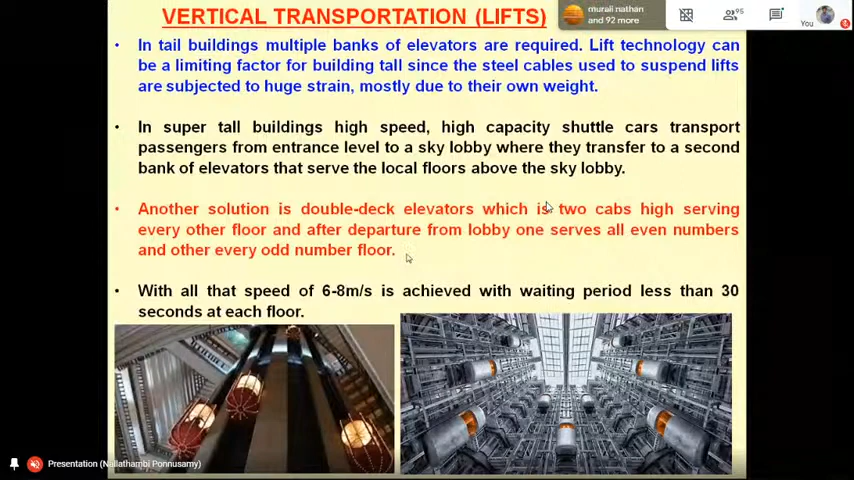 VERTICAL TRANSPORTATION (LIFTS)
murali nathan
and 92 more
95
You
• In tail buildings multiple banks of elevators are required. Lift technology can
be a limiting factor for building tall since the steel cables used to suspend lifts
are subjected to huge strain, mostly due to their own weight.
• In super tall buildings high speed, high capacity shuttle cars transport
passengers from entrance level to a sky lobby where they transfer to a second
bank of elevators that serve the local floors above the sky lobby.
• Another solution is double-deck elevators which is two cabs high serving
every other floor and after departure from lobby one serves all even numbers
and other every odd number floor.
• With all that speed of 6-8m/s is achieved with waiting period less than 30
seconds at each floor.
Presentation (Nallathambi Ponnusamy)